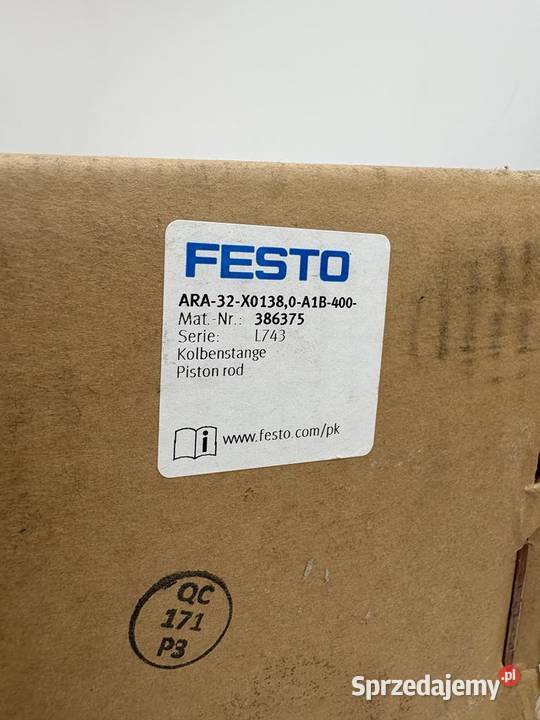 FESTO
ARA-32-X0138,0-A1B-400-
Mat.-Nr.: 386375
Serie: L743
Kolbenstange
Piston rod
www.festo.com/pk
QC
171
P3
Sprzedajemy.pl